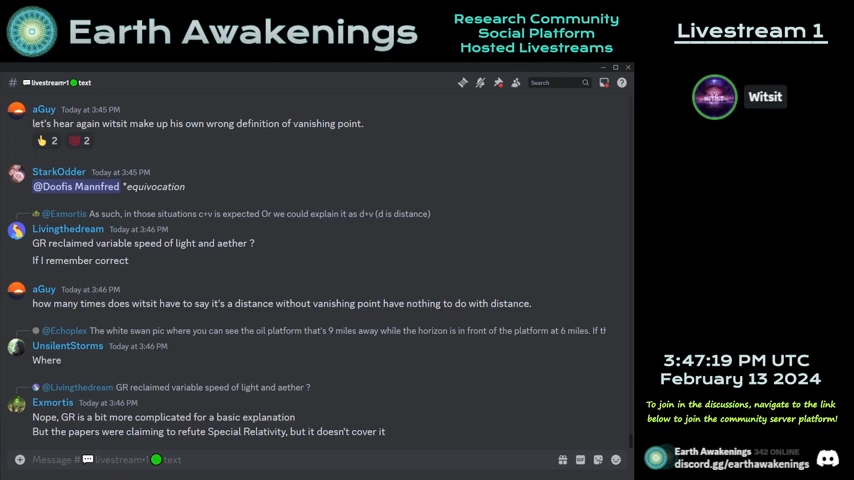 Earth Awakenings
Research Community
Social Platform
Hosted Livestreams
Livestream 1
# livestream•1 text
Search
Witsit
aGuy Today at 3:45 PM
let's hear again witsit make up his own wrong definition of vanishing point.
2 2
StarkOdder Today at 3:45 PM
@Doofis Mannfred *equivocation
@Exmortis As such, in those situations c+v is expected Or we could explain it as d+v (d is distance)
Livingthedream Today at 3:46 PM
GR reclaimed variable speed of light and aether ?
If I remember correct
aGuy Today at 3:46 PM
how many times does witsit have to say it's a distance without vanishing point have nothing to do with distance.
@Echoplex The white swan pic where you can see the oil platform that's 9 miles away while the horizon is in front of the platform at 6 miles. If th
UnsilentStorms Today at 3:46 PM
Where
@Livingthedream GR reclaimed variable speed of light and aether ?
Exmortis Today at 3:46 PM
Nope, GR is a bit more complicated for a basic explanation
But the papers were claiming to refute Special Relativity, but it doesn't cover it
Message # livestream•1 text
GIF
3:47:19 PM UTC
February 13 2024
To join in the discussions, navigate to the link
below to join the community server platform!
Earth Awakenings 342 ONLINE
discord.gg/earthawakenings